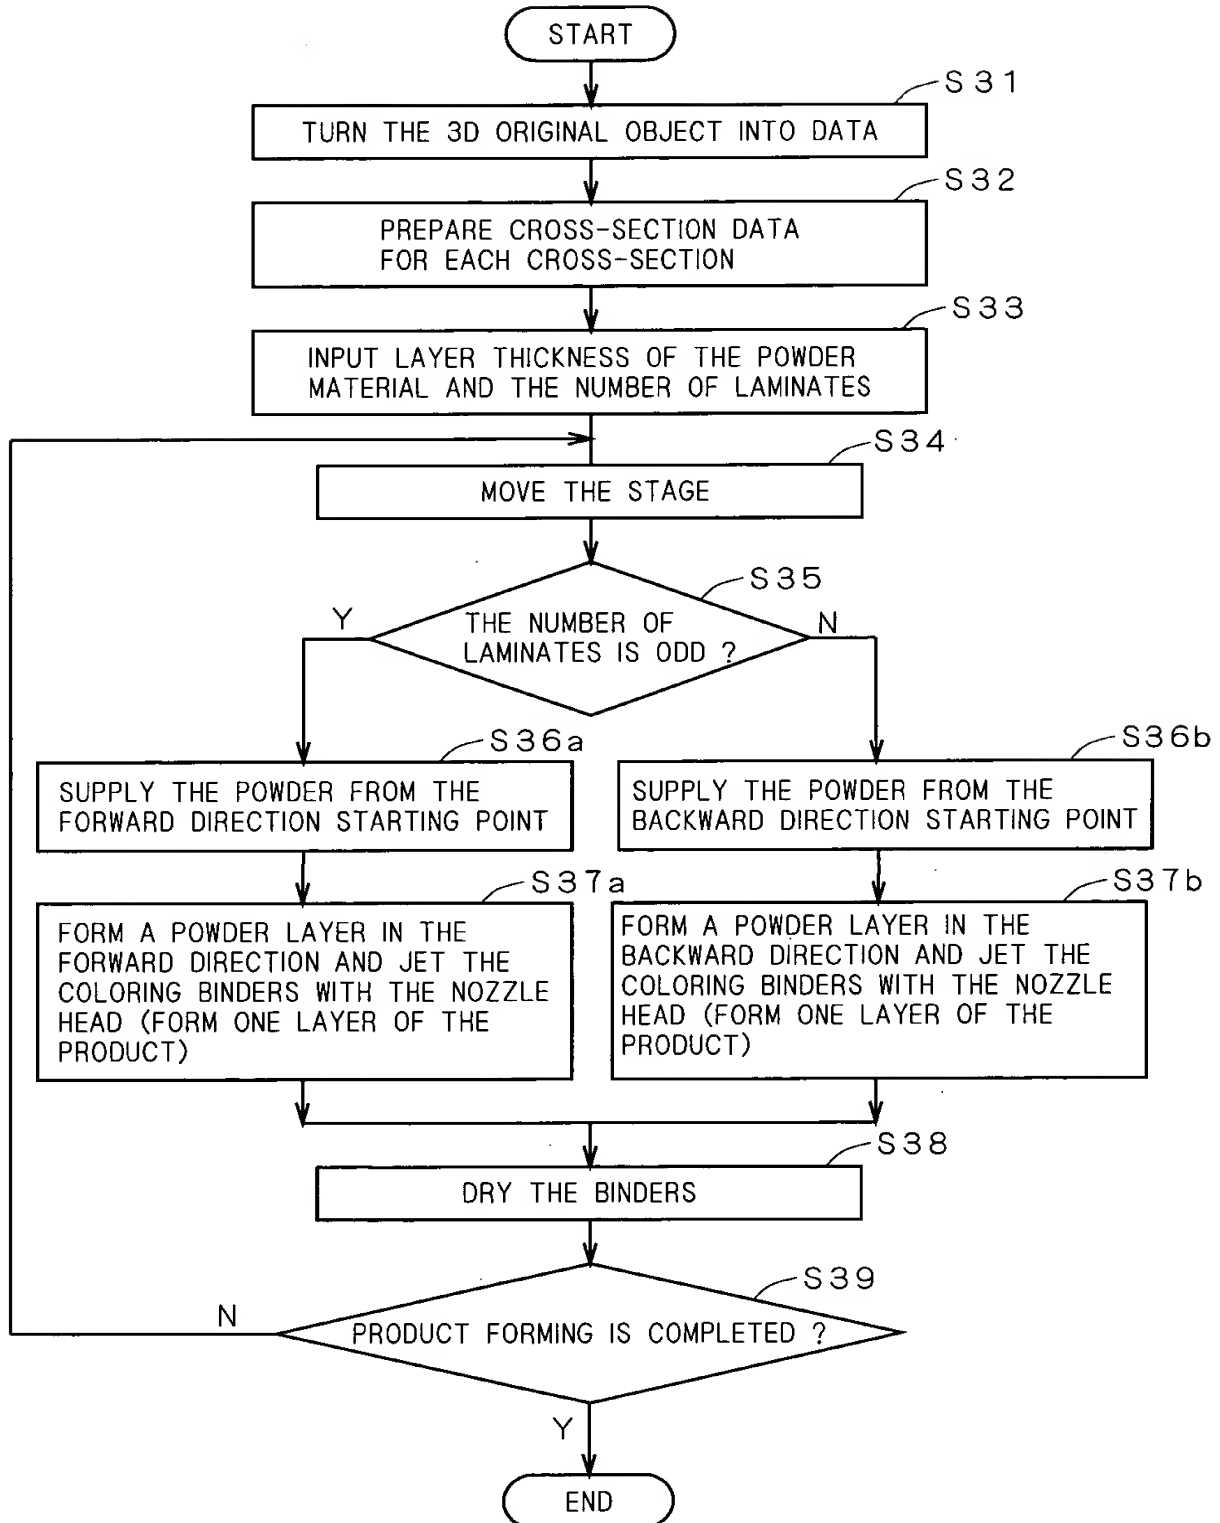 START
S31
TURN THE 3D ORIGINAL OBJECT INTO DATA
S32
PREPARE CROSS-SECTION DATA
FOR EACH CROSS-SECTION
S33
INPUT LAYER THICKNESS OF THE POWDER
MATERIAL AND THE NUMBER OF LAMINATES
S34
MOVE THE STAGE
S35
Y
THE NUMBER OF
LAMINATES IS ODD ?
N
S36a
SUPPLY THE POWDER FROM THE
FORWARD DIRECTION STARTING POINT
S36b
SUPPLY THE POWDER FROM THE
BACKWARD DIRECTION STARTING POINT
S37a
FORM A POWDER LAYER IN THE
FORWARD DIRECTION AND JET THE
COLORING BINDERS WITH THE NOZZLE
HEAD (FORM ONE LAYER OF THE
PRODUCT)
S37b
FORM A POWDER LAYER IN THE
BACKWARD DIRECTION AND JET THE
COLORING BINDERS WITH THE NOZZLE
HEAD (FORM ONE LAYER OF THE
PRODUCT)
S38
DRY THE BINDERS
S39
N
PRODUCT FORMING IS COMPLETED ?
Y
END